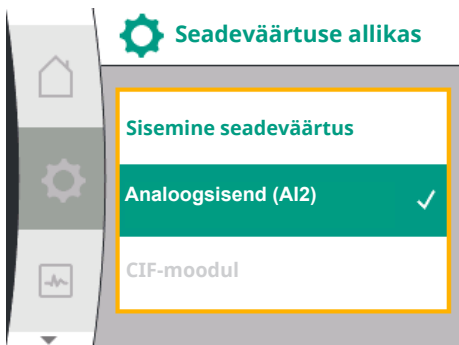 Seadeväärtuse allikas
Sisemine seadeväärtus
Analoogsisend (AI2)
CIF-moodul